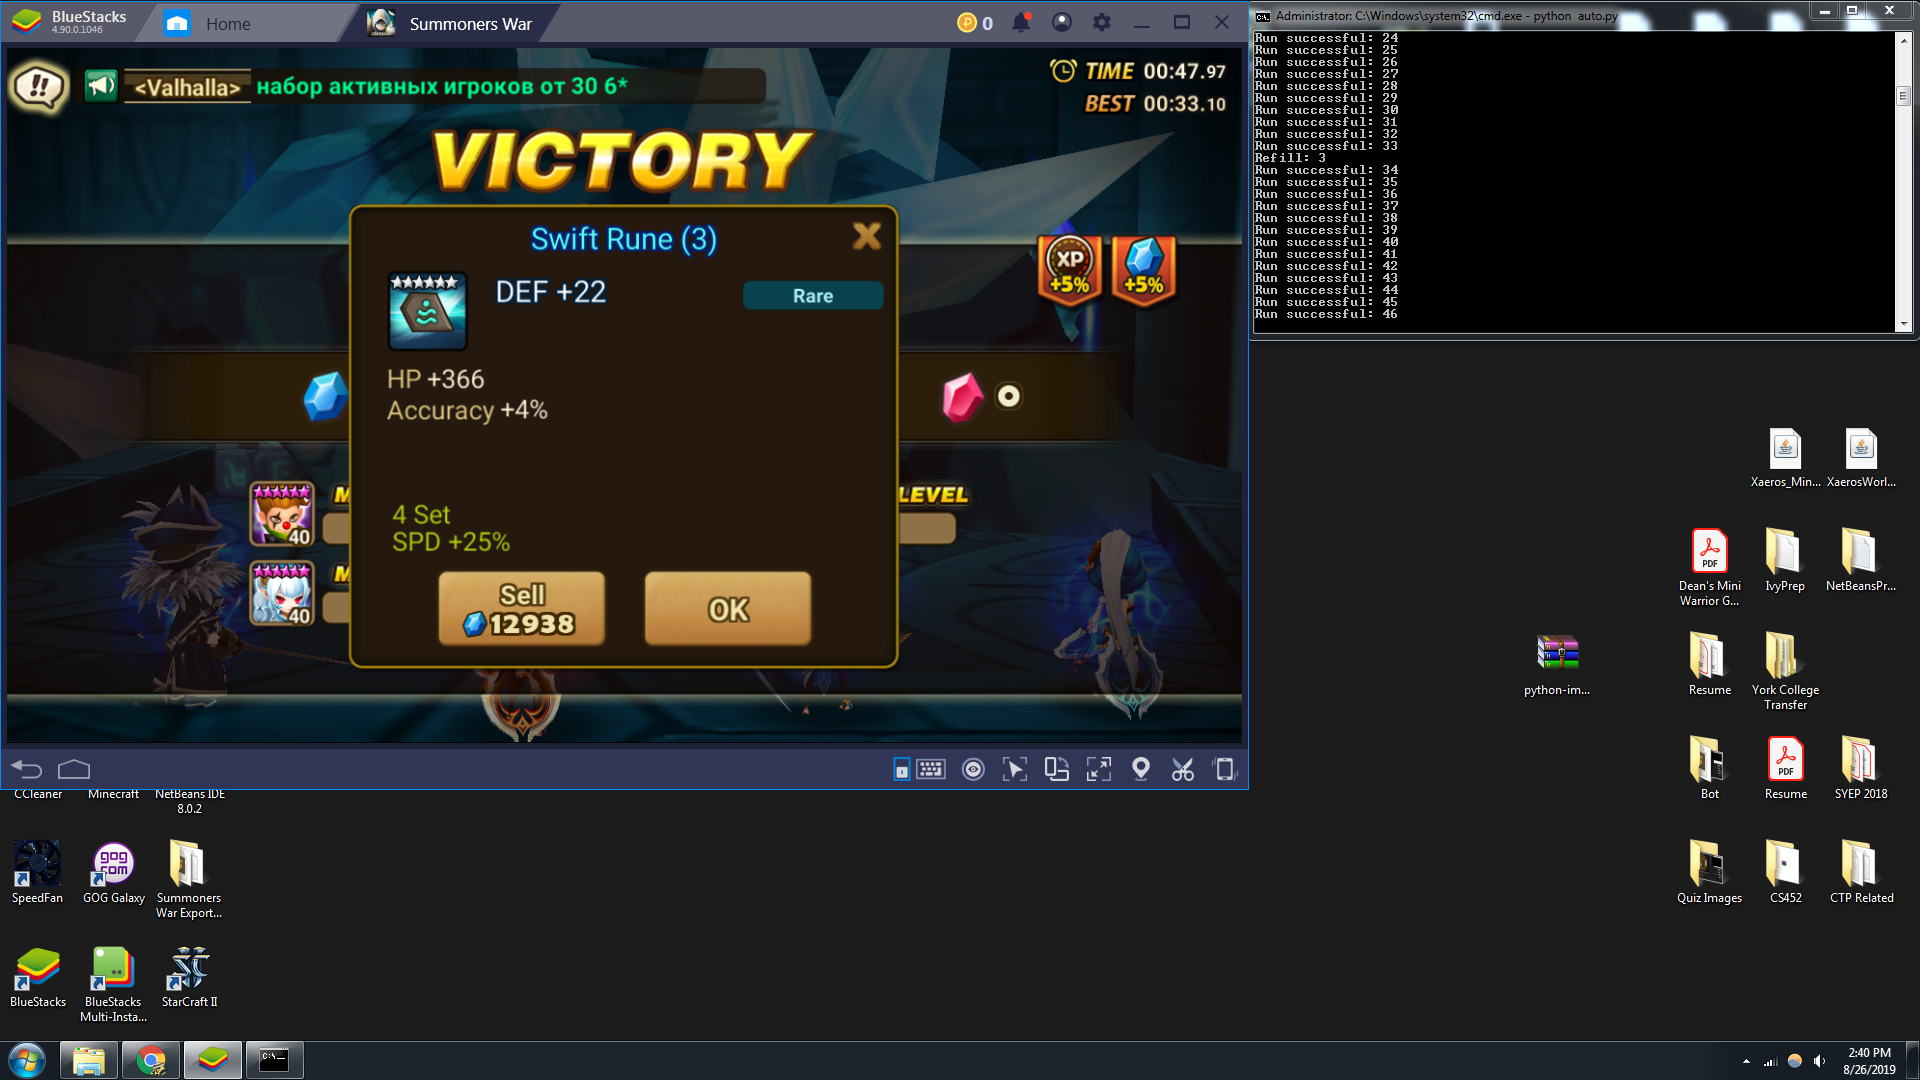 BlueStacks
4.90.0.1046
Home
Summoners War
0
<Valhalla> набор активных игроков от 30 6*
TIME 00:47.97
BEST 00:33.10
VICTORY
Swift Rune (3)
DEF +22
Rare
XP
+5%
+5%
HP +366
Accuracy +4%
LEVEL
40
40
4 Set
SPD +25%
Sell
12938
OK
Administrator: C:\Windows\system32\cmd.exe - python auto.py
Run successful: 24
Run successful: 25
Run successful: 26
Run successful: 27
Run successful: 28
Run successful: 29
Run successful: 30
Run successful: 31
Run successful: 32
Run successful: 33
Refill: 3
Run successful: 34
Run successful: 35
Run successful: 36
Run successful: 37
Run successful: 38
Run successful: 39
Run successful: 40
Run successful: 41
Run successful: 42
Run successful: 43
Run successful: 44
Run successful: 45
Run successful: 46
Xaeros_Min...
XaerosWorl...
PDF
Dean's Mini
Warrior G...
IvyPrep
NetBeansPr...
python-im...
Resume
York College
Transfer
Bot
PDF
Resume
SYEP 2018
Quiz Images
CS452
CTP Related
CCleaner
Minecraft
NetBeans IDE
8.0.2
SpeedFan
gog
com
GOG Galaxy
Summoners
War Export...
BlueStacks
BlueStacks
Multi-Insta...
StarCraft II
2:40 PM
8/26/2019